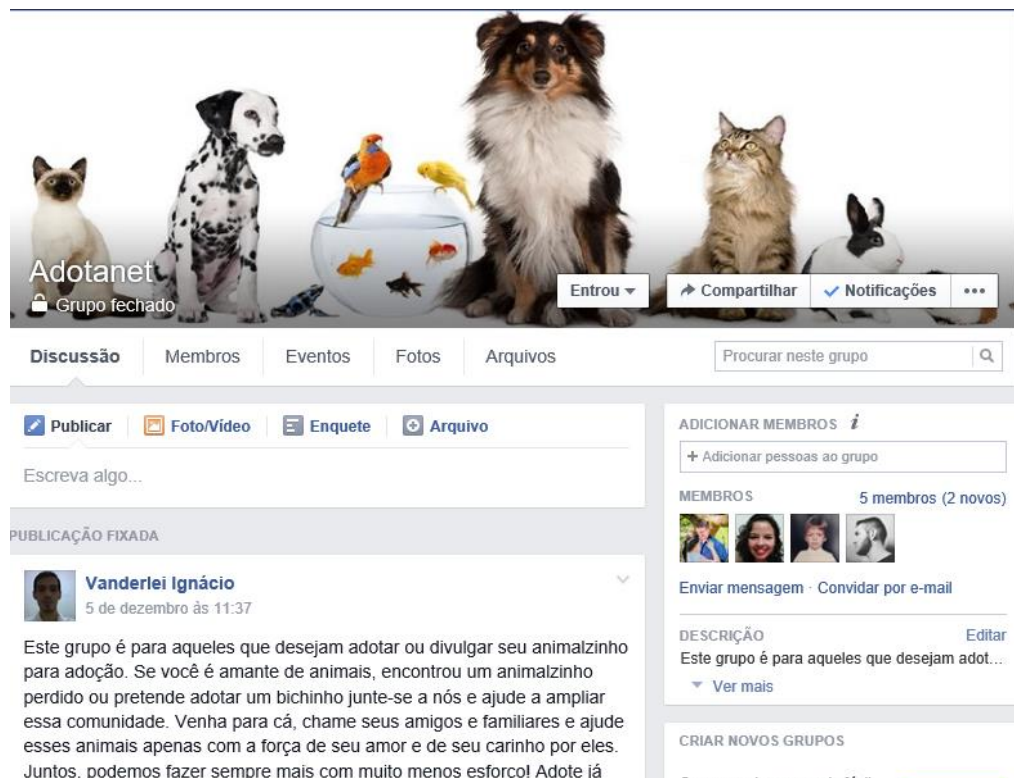 Adotanet
Grupo fechado
Entrou
Compartilhar
Notificações
Discussão
Membros
Eventos
Fotos
Arquivos
Procurar neste grupo
Publicar
Foto/Vídeo
Enquete
Arquivo
Escreva algo...
PUBLICAÇÃO FIXADA
Vanderlei Ignácio
5 de dezembro às 11:37
Este grupo é para aqueles que desejam adotar ou divulgar seu animalzinho
para adoção. Se você é amante de animais, encontrou um animalzinho
perdido ou pretende adotar um bichinho junte-se a nós e ajude a ampliar
essa comunidade. Venha para cá, chame seus amigos e familiares e ajude
esses animais apenas com a força de seu amor e de seu carinho por eles.
Juntos, podemos fazer sempre mais com muito menos esforço! Adote já
ADICIONAR MEMBROS i
+ Adicionar pessoas ao grupo
MEMBROS
5 membros (2 novos)
Enviar mensagem · Convidar por e-mail
DESCRIÇÃO
Editar
Este grupo é para aqueles que desejam adot...
Ver mais
CRIAR NOVOS GRUPOS